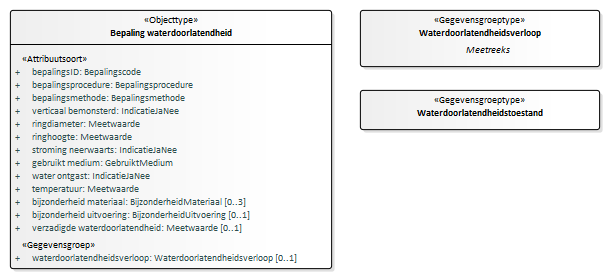 «Objecttype»
Bepaling waterdoorlatendheid
«Attribuutsoort»
+ bepalingsID: Bepalingscode
+ bepalingsprocedure: Bepalingsprocedure
+ bepalingsmethode: Bepalingsmethode
+ verticaal bemonsterd: IndicatieJaNee
+ ringdiameter: Meetwaarde
+ ringhoogte: Meetwaarde
+ stroming neerwaarts: IndicatieJaNee
+ gebruikt medium: GebruiktMedium
+ water ontgast: IndicatieJaNee
+ temperatuur: Meetwaarde
+ bijzonderheid materiaal: BijzonderheidMateriaal [0..3]
+ bijzonderheid uitvoering: BijzonderheidUitvoering [0..1]
+ verzadigde waterdoorlatendheid: Meetwaarde [0..1]
«Gegevensgroep»
+ waterdoorlatendheidsverloop: Waterdoorlatendheidsverloop [0..1]
«Gegevensgroeptype»
Waterdoorlatendheidsverloop
Meetreeks
«Gegevensgroeptype»
Waterdoorlatendheidstoestand